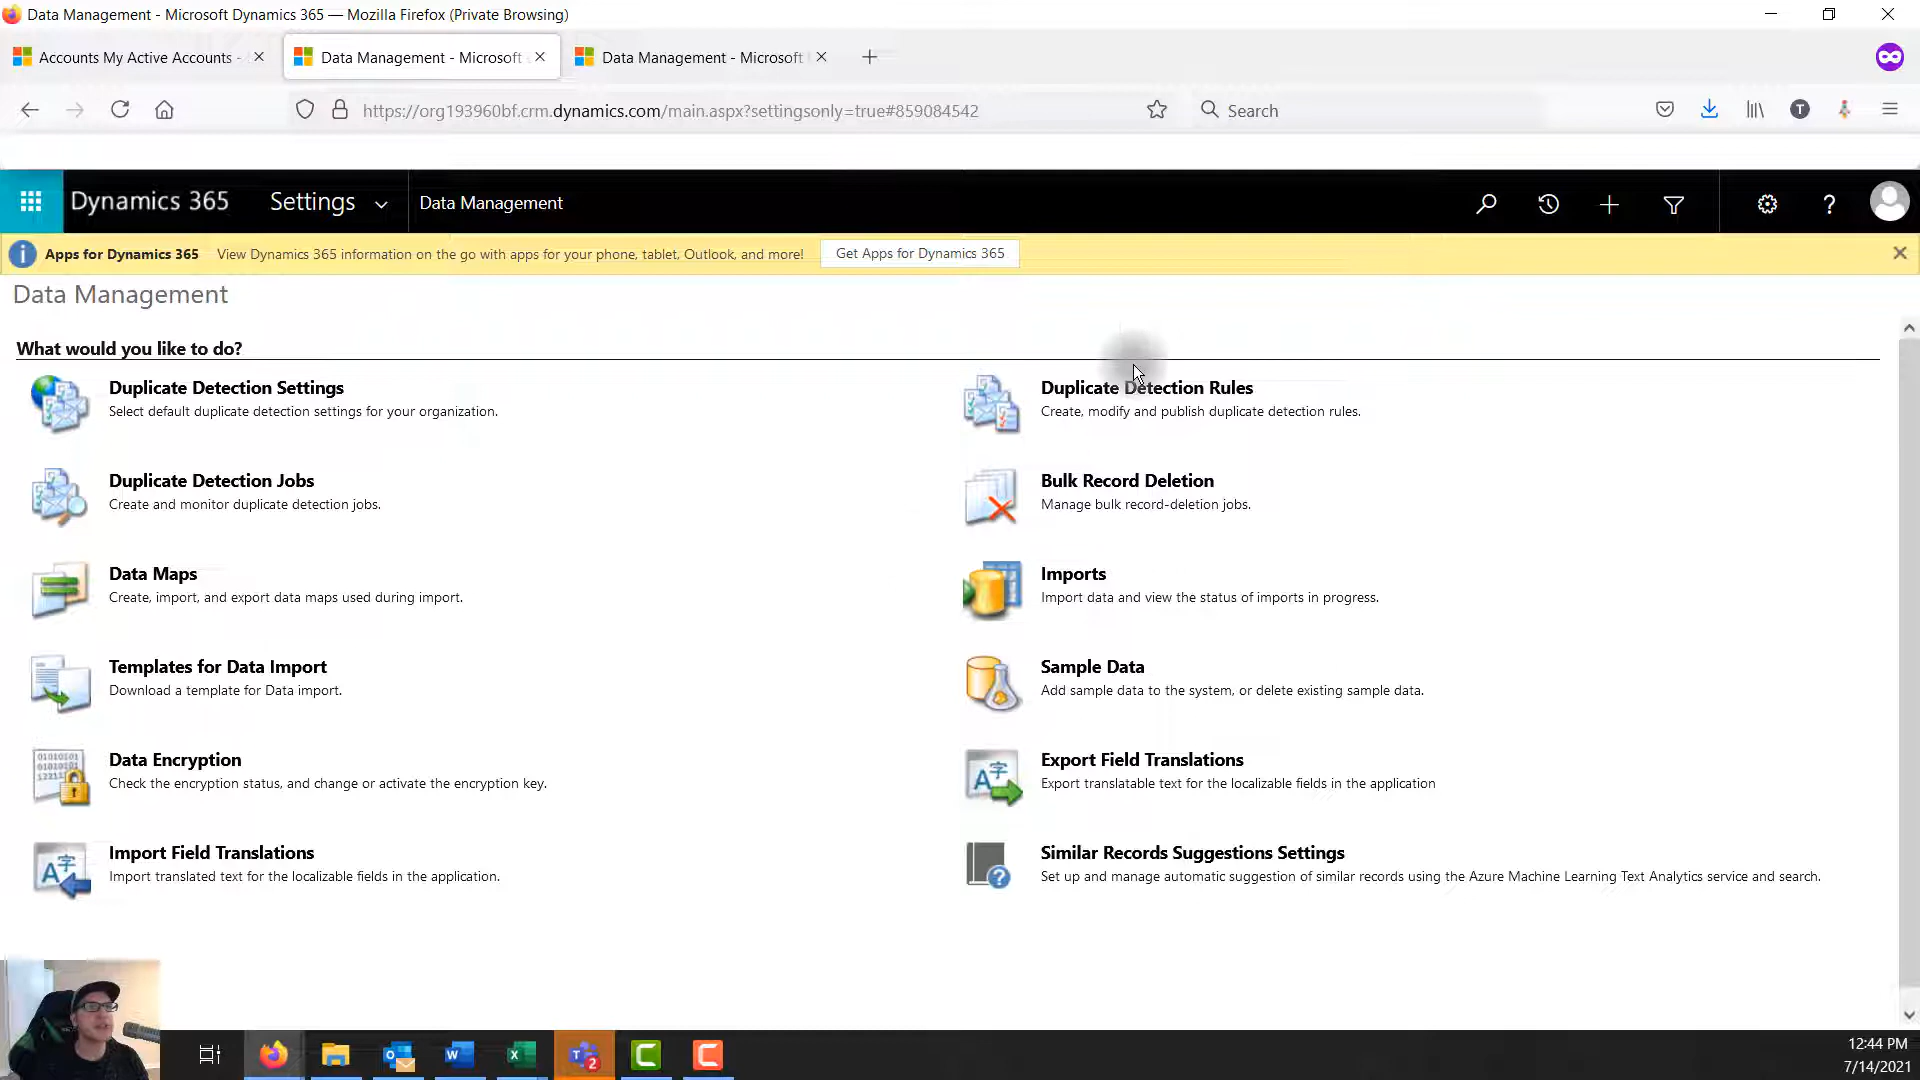 Data Management - Microsoft Dynamics 365 — Mozilla Firefox (Private Browsing)
Accounts My Active Accounts -
Data Management - Microsoft
Data Management - Microsoft
https://org193960bf.crm.dynamics.com/main.aspx?settingsonly=true#859084542
Search
T
Dynamics 365
Settings
Data Management
Apps for Dynamics 365 View Dynamics 365 information on the go with apps for your phone, tablet, Outlook, and more!
Get Apps for Dynamics 365
Data Management
What would you like to do?
Duplicate Detection Settings
Select default duplicate detection settings for your organization.
Duplicate Detection Rules
Create, modify and publish duplicate detection rules.
Duplicate Detection Jobs
Create and monitor duplicate detection jobs.
Bulk Record Deletion
Manage bulk record-deletion jobs.
Data Maps
Create, import, and export data maps used during import.
Imports
Import data and view the status of imports in progress.
Templates for Data Import
Download a template for Data import.
Sample Data
Add sample data to the system, or delete existing sample data.
Data Encryption
Check the encryption status, and change or activate the encryption key.
Export Field Translations
Export translatable text for the localizable fields in the application
Import Field Translations
Import translated text for the localizable fields in the application.
Similar Records Suggestions Settings
Set up and manage automatic suggestion of similar records using the Azure Machine Learning Text Analytics service and search.
12:44 PM
7/14/2021